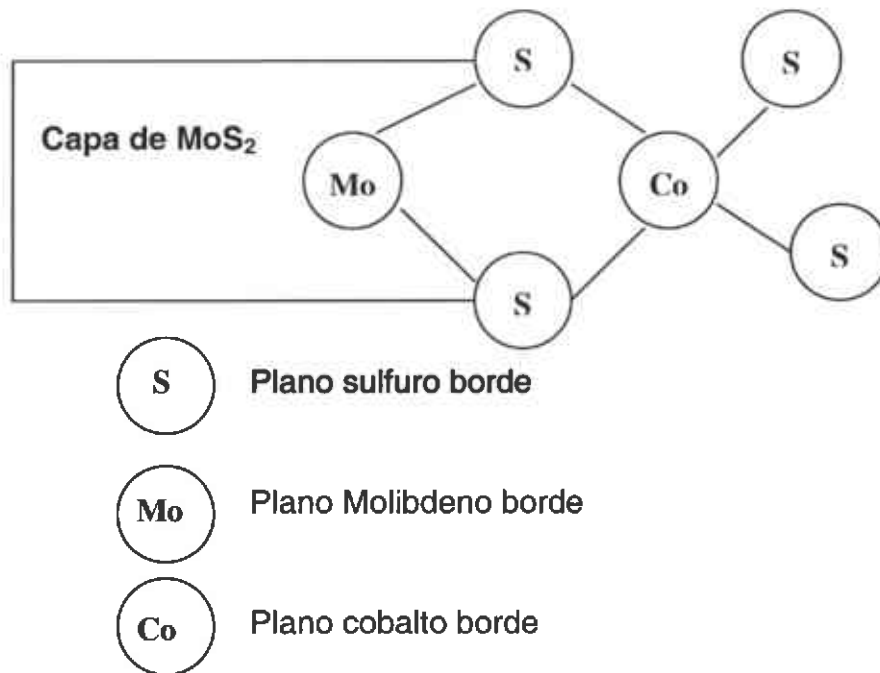 S
S
Capa de MoS₂
Mo
Co
S
S
S Plano sulfuro borde
Mo Plano Molibdeno borde
Co Plano cobalto borde